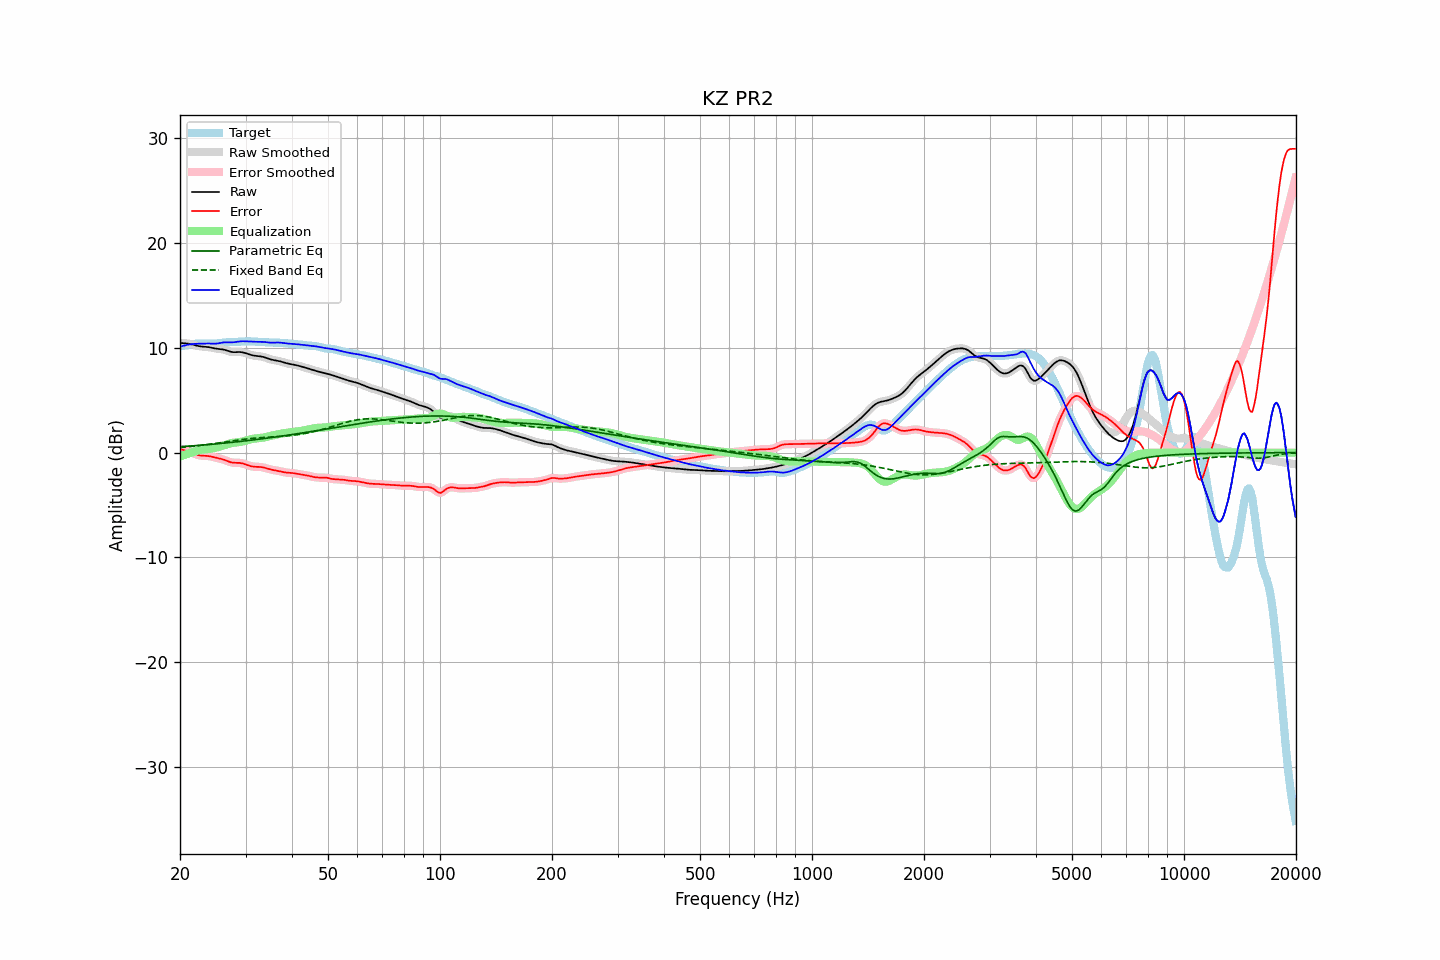 KZ PR2
Target
Raw Smoothed
Error Smoothed
Raw
Error
Equalization
Parametric Eq
Fixed Band Eq
Equalized
30
20
10
0
−10
−20
−30
Amplitude (dBr)
20 50 100 200 500 1000 2000 5000 10000 20000
Frequency (Hz)